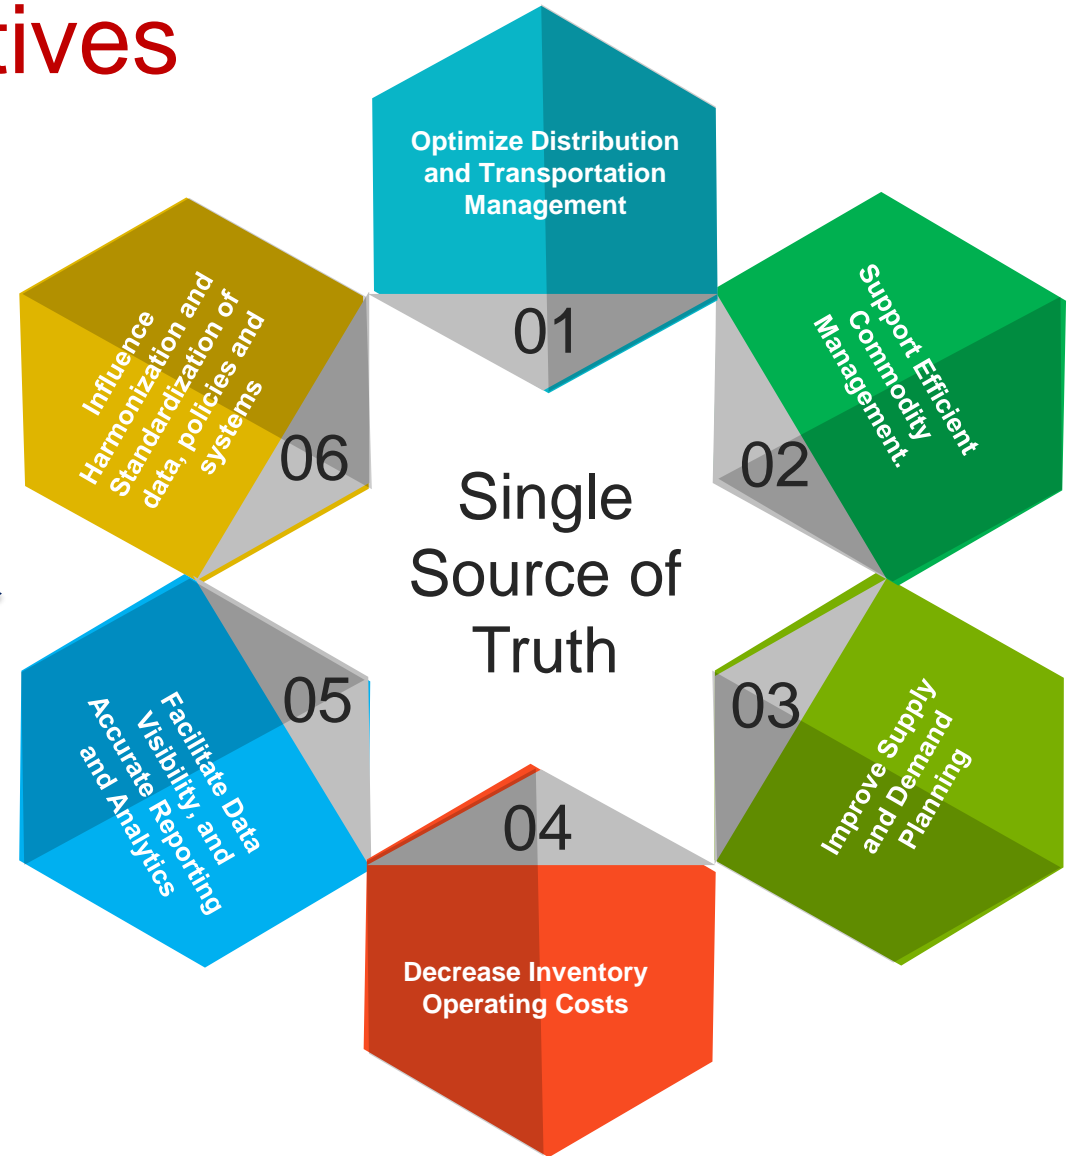 tives
Optimize Distribution
and Transportation
Management
01
Support Efficient
Commodity
Management.
02
Improve Supply
and Demand
Planning
03
04
Decrease Inventory
Operating Costs
Facilitate Data
Visibility, and
Accurate Reporting
and Analytics
05
Influence
Harmonization and
Standardization of
data, policies and
systems
06
Single
Source of
Truth